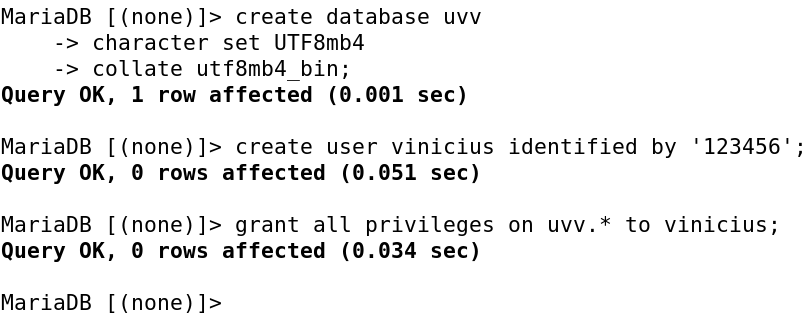 MariaDB [(none)]> create database uvv
    -> character set UTF8mb4
    -> collate utf8mb4_bin;
Query OK, 1 row affected (0.001 sec)

MariaDB [(none)]> create user vinicius identified by '123456';
Query OK, 0 rows affected (0.051 sec)

MariaDB [(none)]> grant all privileges on uvv.* to vinicius;
Query OK, 0 rows affected (0.034 sec)

MariaDB [(none)]>